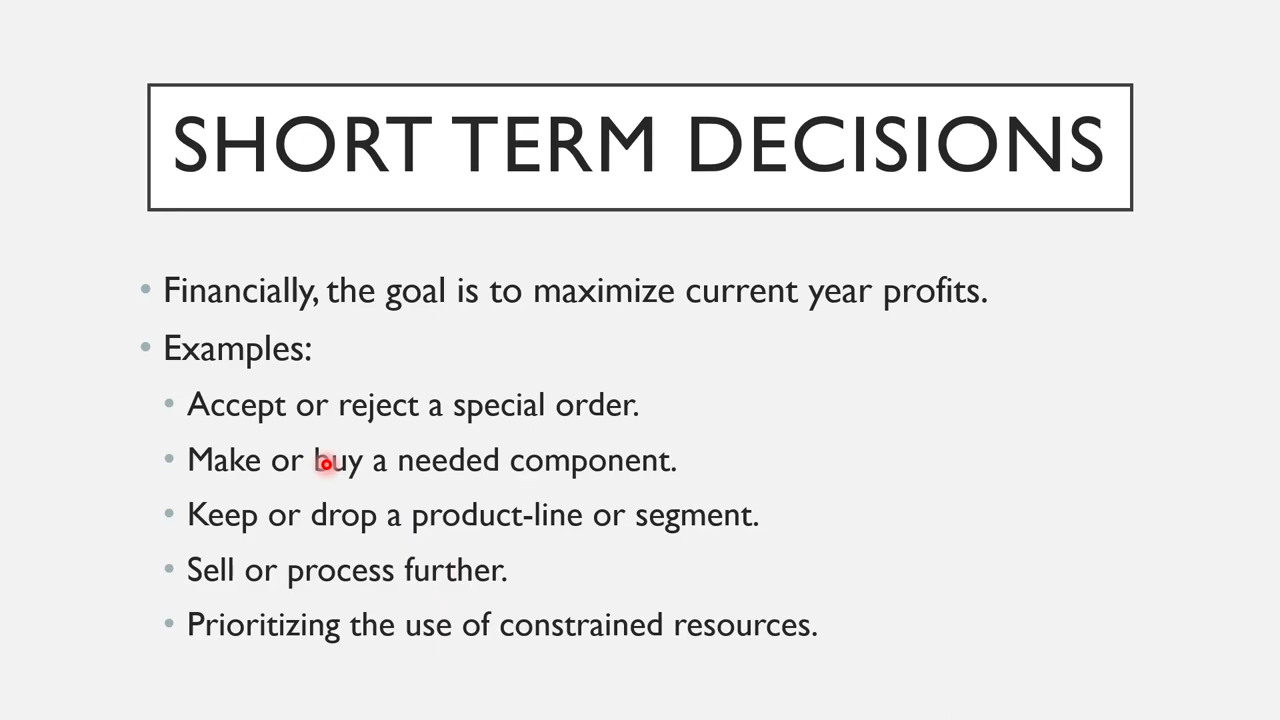 SHORT TERM DECISIONS
• Financially, the goal is to maximize current year profits.
• Examples:
• Accept or reject a special order.
• Make or buy a needed component.
• Keep or drop a product-line or segment.
• Sell or process further.
• Prioritizing the use of constrained resources.